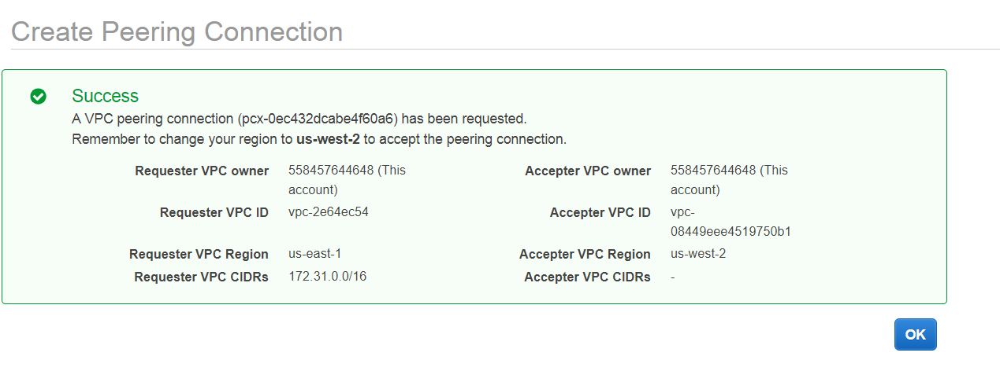 Create Peering Connection
Success
A VPC peering connection (pcx-0ec432dcabe4f60a6) has been requested.
Remember to change your region to us-west-2 to accept the peering connection.
Requester VPC owner 558457644648 (This account) Accepter VPC owner 558457644648 (This account)
Requester VPC ID vpc-2e64ec54 Accepter VPC ID vpc-08449eee4519750b1
Requester VPC Region us-east-1 Accepter VPC Region us-west-2
Requester VPC CIDRs 172.31.0.0/16 Accepter VPC CIDRs -
OK